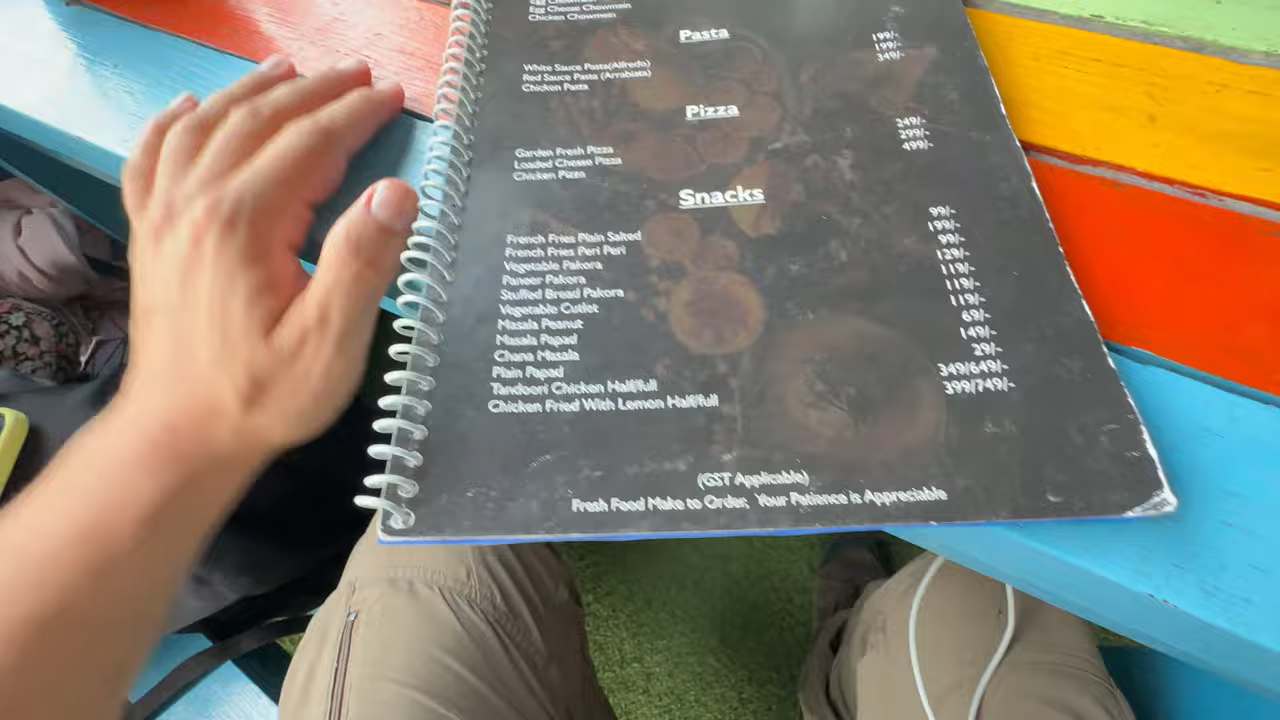 Egg Cheese Chowmein
Chicken Chowmein
Pasta
White Sauce Pasta(Alfredo) 199/-
Red Sauce Pasta (Arrabiata) 199/-
Chicken Pasta 349/-
Pizza
Garden Fresh Pizza 249/-
Loaded Cheese Pizza 299/-
Chicken Pizza 499/-
Snacks
French Fries Plain Salted 99/-
French Fries Peri Peri 199/-
Vegetable Pakora 99/-
Paneer Pakora 129/-
Stuffed Bread Pakora 119/-
Vegetable Cutlet 119/-
Masala Peanut 119/-
Masala Papad 69/-
Chana Masala 149/-
Plain Papad 29/-
Tandoori Chicken Half/full 349/649/-
Chicken Fried With Lemon Half/full 399/749/-
(GST Applicable)
Fresh Food Make to Order, Your Patience is Appreciable